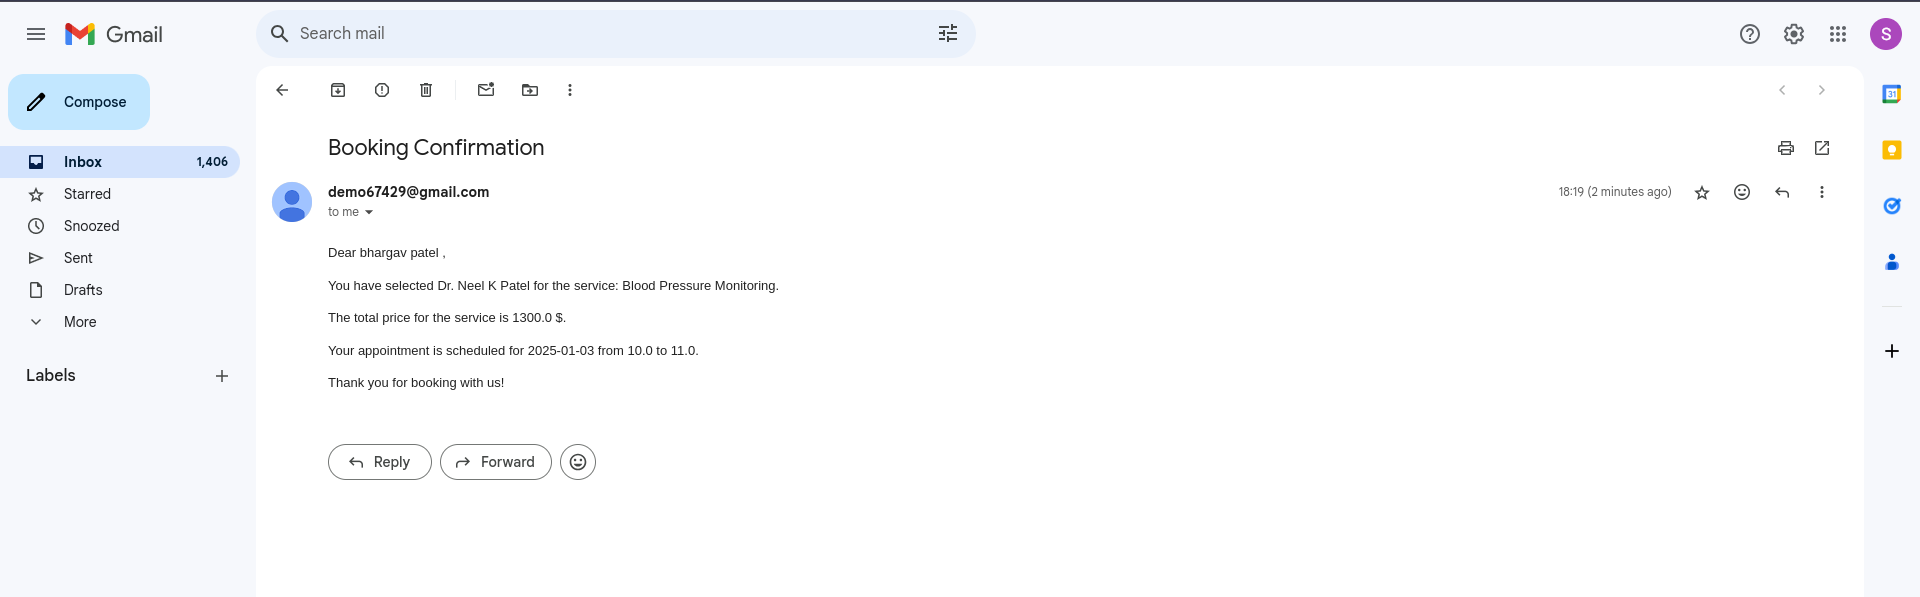 Gmail
Search mail
S
Compose
Inbox 1,406
Starred
Snoozed
Sent
Drafts
More
Labels
Booking Confirmation
demo67429@gmail.com
18:19 (2 minutes ago)
to me
Dear bhargav patel ,
You have selected Dr. Neel K Patel for the service: Blood Pressure Monitoring.
The total price for the service is 1300.0 $.
Your appointment is scheduled for 2025-01-03 from 10.0 to 11.0.
Thank you for booking with us!
Reply
Forward
31